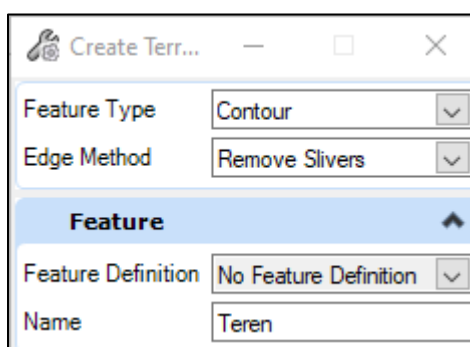 Create Terr...
Feature Type Contour
Edge Method Remove Slivers
Feature
Feature Definition No Feature Definition
Name Teren